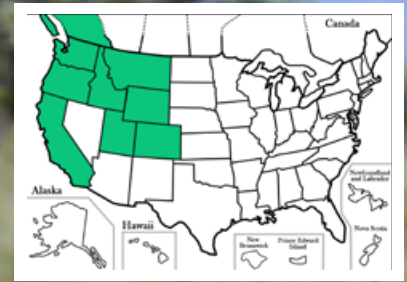 Canada
Newfoundland
and Labrador
Alaska
Hawaii
New
Brunswick
Prince Edward
Island
Nova Scotia